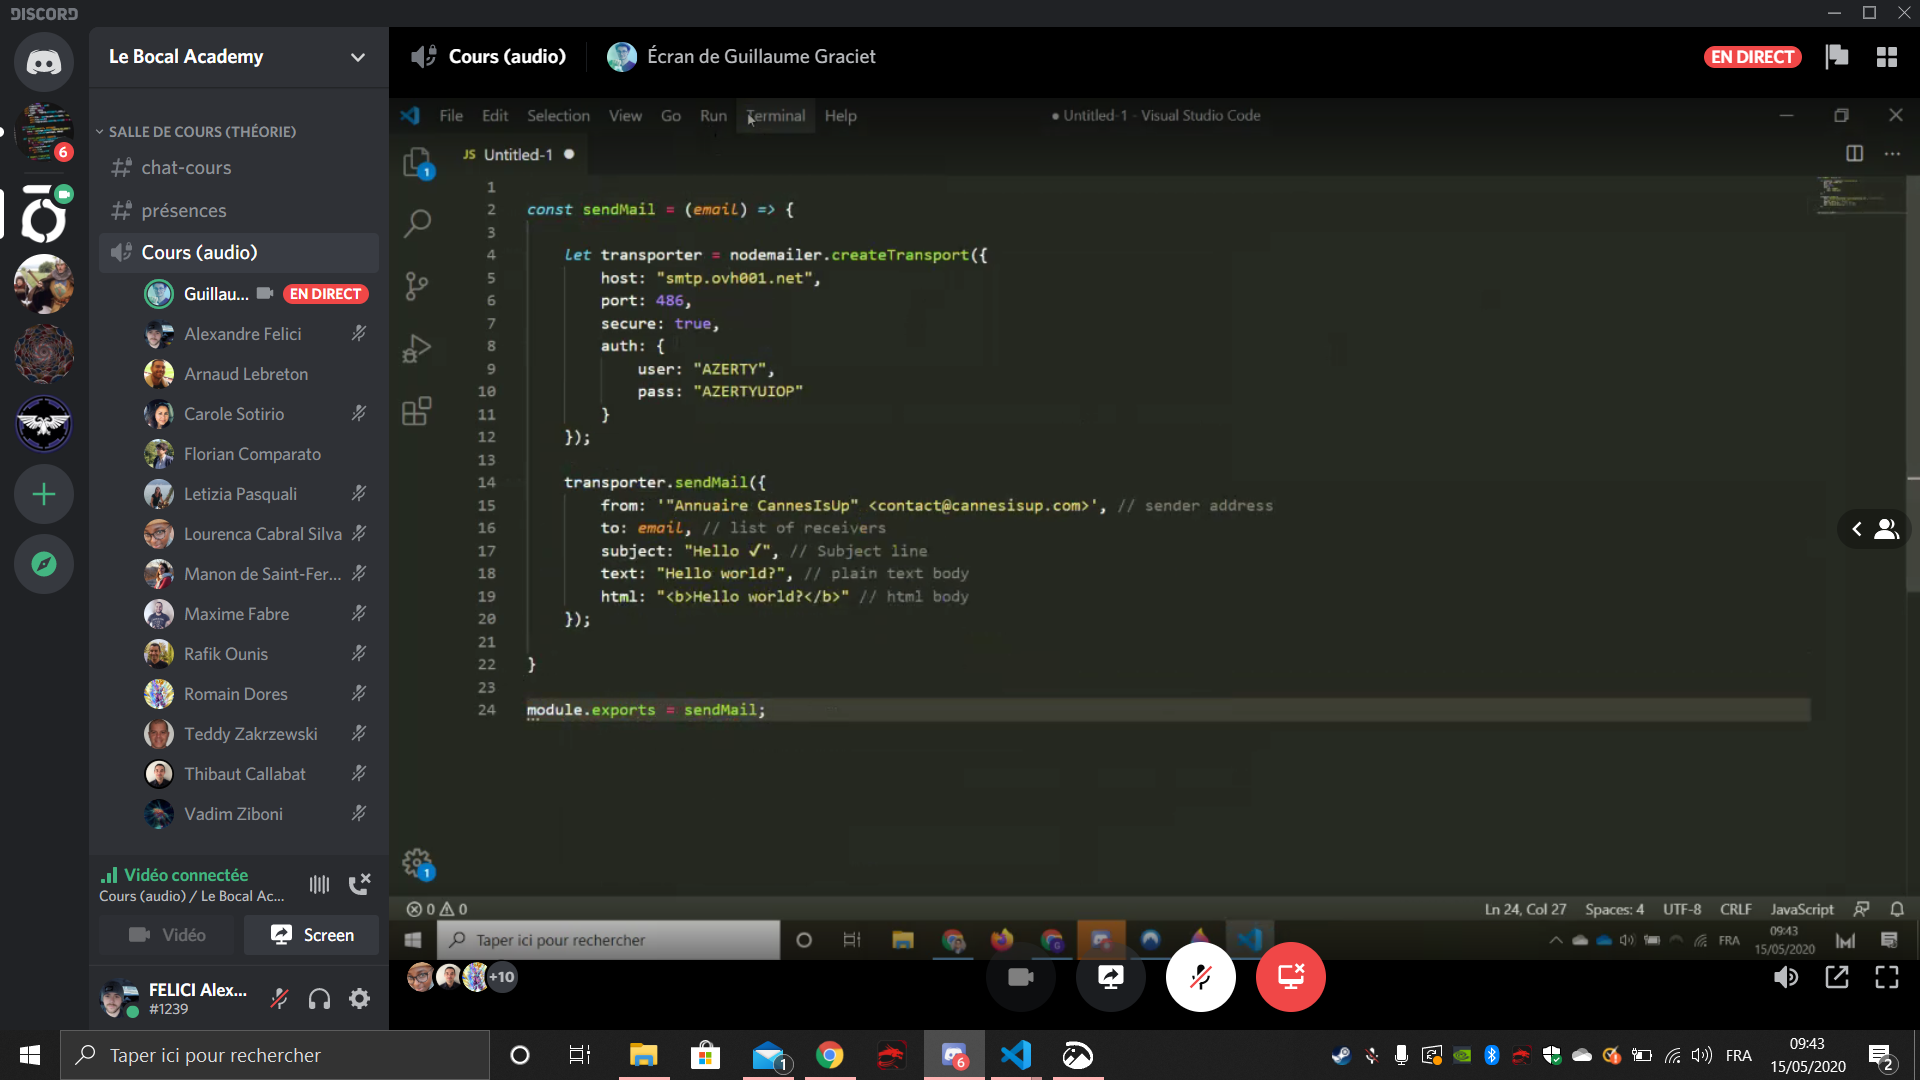 DISCORD
Le Bocal Academy
SALLE DE COURS (THÉORIE)
chat-cours
présences
Cours (audio)
Guillau... EN DIRECT
Alexandre Felici
Arnaud Lebreton
Carole Sotirio
Florian Comparato
Letizia Pasquali
Lourenca Cabral Silva
Manon de Saint-Fer...
Maxime Fabre
Rafik Ounis
Romain Dores
Teddy Zakrzewski
Thibaut Callabat
Vadim Ziboni
Vidéo connectée
Cours (audio) / Le Bocal Ac...
Vidéo
Screen
FELICI Alex...
#1239
6
Cours (audio)
Écran de Guillaume Graciet
EN DIRECT
File Edit Selection View Go Run Terminal Help
● Untitled-1 - Visual Studio Code
JS Untitled-1 ●
1
1
2 const sendMail = (email) => {
3
4 let transporter = nodemailer.createTransport({
5 host: "smtp.ovh001.net",
6 port: 486,
7 secure: true,
8 auth: {
9 user: "AZERTY",
10 pass: "AZERTYUIOP"
11 }
12 });
13
14 transporter.sendMail({
15 from: '"Annuaire CannesIsUp" <contact@cannesisup.com>', // sender address
16 to: email, // list of receivers
17 subject: "Hello ✓", // Subject line
18 text: "Hello world?", // plain text body
19 html: "<b>Hello world?</b>" // html body
20 });
21
22 }
23
24 module.exports = sendMail;
1
0 0
Ln 24, Col 27 Spaces: 4 UTF-8 CRLF JavaScript
Taper ici pour rechercher
FRA
09:43
15/05/2020
+10
Taper ici pour rechercher
1
6
FRA
09:43
15/05/2020
2